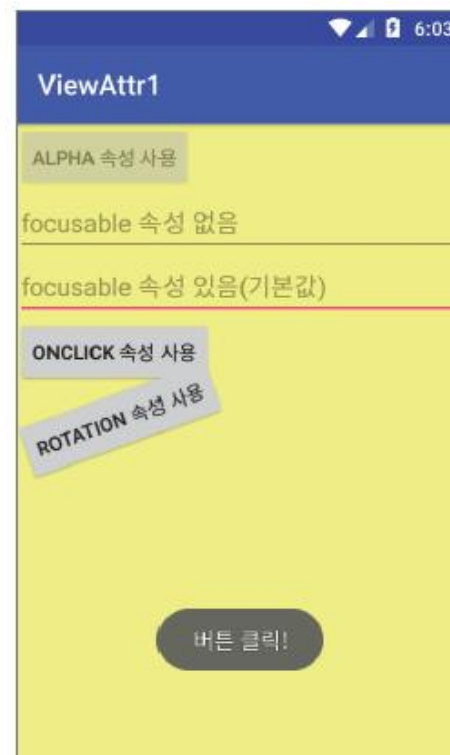 6:03
ViewAttr1
ALPHA 속성 사용
focusable 속성 없음
focusable 속성 있음(기본값)
ONCLICK 속성 사용
ROTATION 속성 사용
버튼 클릭!